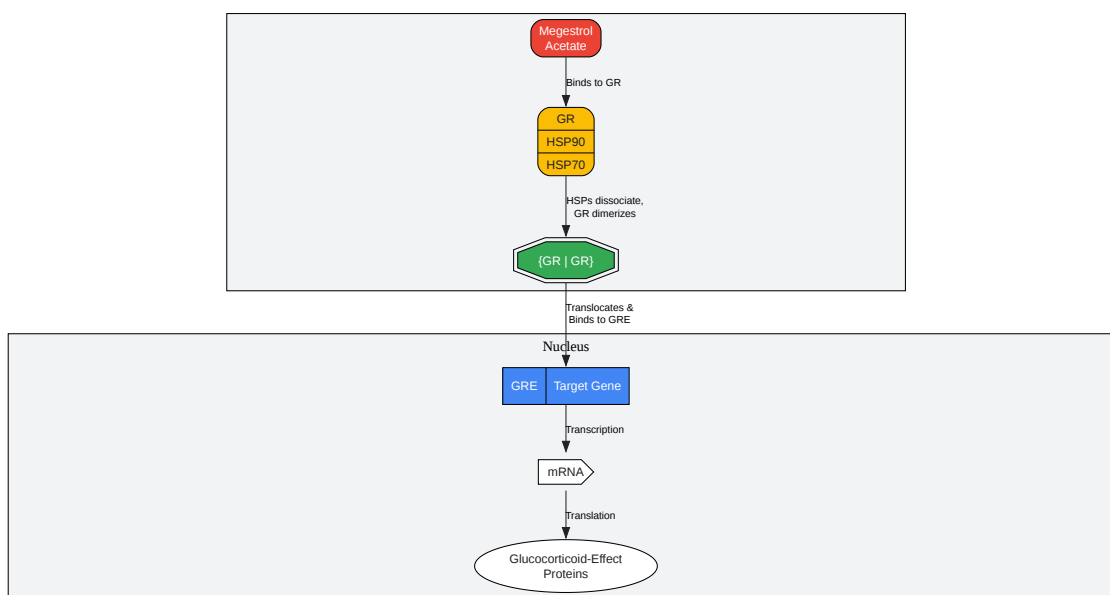 Megestrol
Acetate
Binds to GR
GR
HSP90
HSP70
HSPs dissociate,
GR dimerizes
{GR | GR}
Translocates &
Binds to GRE
Nucleus
GRE
Target Gene
Transcription
mRNA
Translation
Glucocorticoid-Effect
Proteins